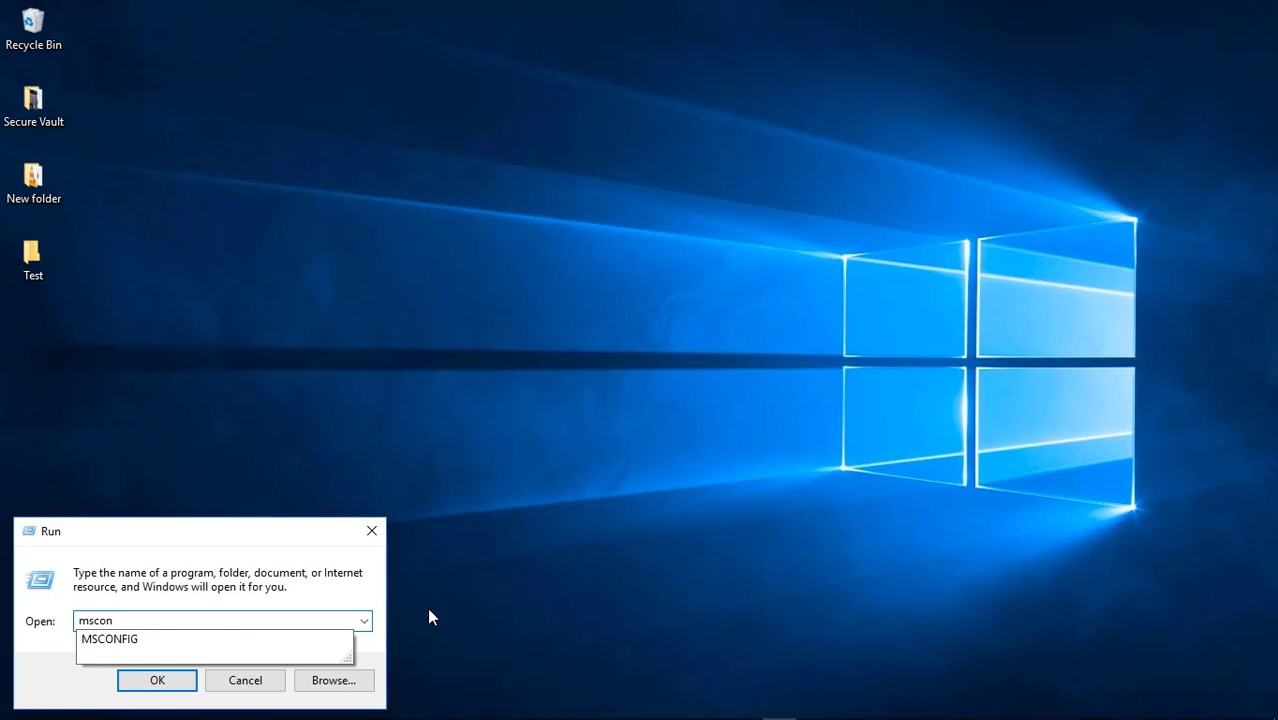 Recycle Bin
Secure Vault
New folder
Test
Run
Type the name of a program, folder, document, or Internet
resource, and Windows will open it for you.
Open: mscon
MSCONFIG
OK Cancel Browse...